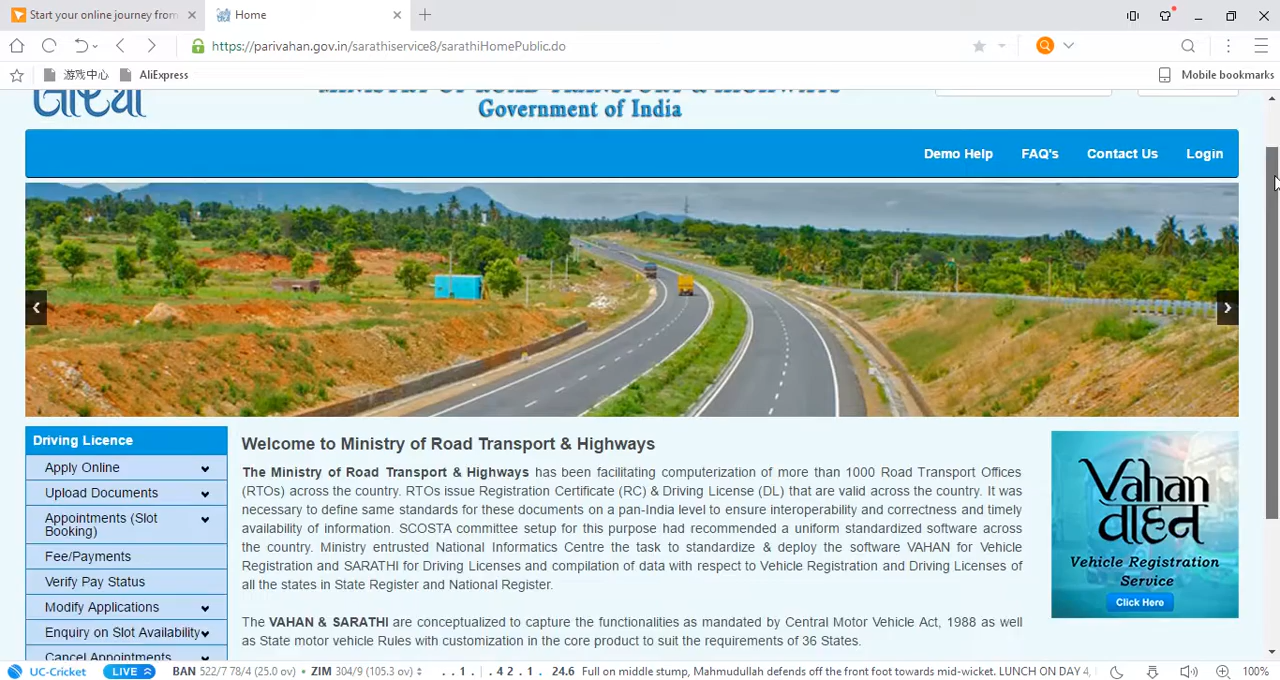 Start your online journey from
Home
https://parivahan.gov.in/sarathiservice8/sarathiHomePublic.do
游戏中心
AliExpress
Mobile bookmarks
MINISTRY OF ROAD TRANSPORT & HIGHWAYS
Government of India
Demo Help
FAQ's
Contact Us
Login
Driving Licence
Apply Online
Upload Documents
Appointments (Slot
Booking)
Fee/Payments
Verify Pay Status
Modify Applications
Enquiry on Slot Availability
Cancel Appointments
Welcome to Ministry of Road Transport & Highways
The Ministry of Road Transport & Highways has been facilitating computerization of more than 1000 Road Transport Offices
(RTOs) across the country. RTOs issue Registration Certificate (RC) & Driving License (DL) that are valid across the country. It was
necessary to define same standards for these documents on a pan-India level to ensure interoperability and correctness and timely
availability of information. SCOSTA committee setup for this purpose had recommended a uniform standardized software across
the country. Ministry entrusted National Informatics Centre the task to standardize & deploy the software VAHAN for Vehicle
Registration and SARATHI for Driving Licenses and compilation of data with respect to Vehicle Registration and Driving Licenses of
all the states in State Register and National Register.
The VAHAN & SARATHI are conceptualized to capture the functionalities as mandated by Central Motor Vehicle Act, 1988 as well
as State motor vehicle Rules with customization in the core product to suit the requirements of 36 States.
Vahan
वाहन
Vehicle Registration
Service
Click Here
UC-Cricket
LIVE
BAN 522/7 78/4 (25.0 ov) • ZIM 304/9 (105.3 ov)
. . 1 . | . 4 2 . 1 . 24.6 Full on middle stump, Mahmudullah defends off the front foot towards mid-wicket. LUNCH ON DAY 4,
100%